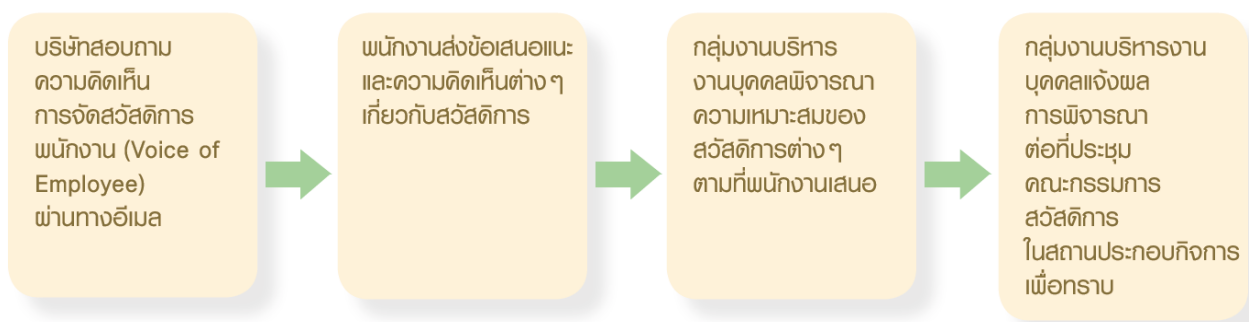 บริษัทสอบถาม
ความคิดเห็น
การจัดสวัสดิการ
พนักงาน (Voice of
Employee)
ผ่านทางอีเมล
พนักงานส่งข้อเสนอแนะ
และความคิดเห็นต่าง ๆ
เกี่ยวกับสวัสดิการ
กลุ่มงานบริหาร
งานบุคคลพิจารณา
ความเหมาะสมของ
สวัสดิการต่าง ๆ
ตามที่พนักงานเสนอ
กลุ่มงานบริหารงาน
บุคคลแจ้งผล
การพิจารณา
ต่อที่ประชุม
คณะกรรมการ
สวัสดิการ
ในสถานประกอบกิจการ
เพื่อทราบ